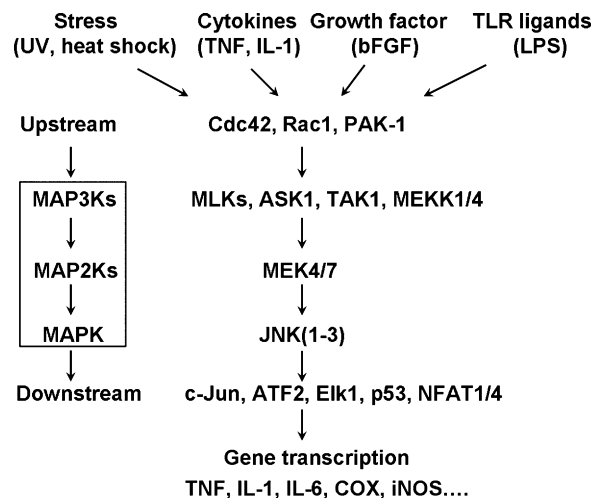 Stress Cytokines Growth factor TLR ligands
(UV, heat shock) (TNF, IL-1) (bFGF) (LPS)
Upstream Cdc42, Rac1, PAK-1
MAP3Ks MLKs, ASK1, TAK1, MEKK1/4
MAP2Ks MEK4/7
MAPK JNK(1-3)
Downstream c-Jun, ATF2, Elk1, p53, NFAT1/4
Gene transcription
TNF, IL-1, IL-6, COX, iNOS....